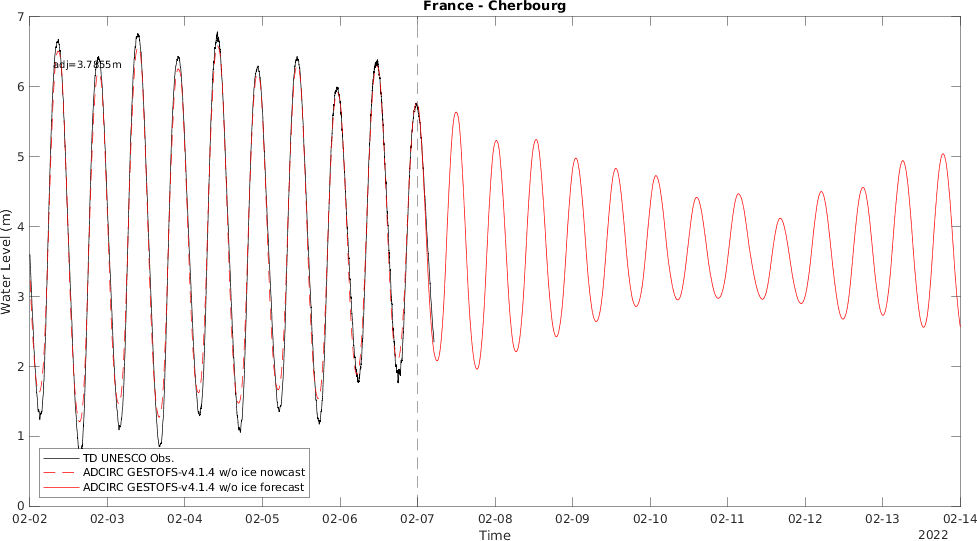 France - Cherbourg
7
adj=3.7855m
6
5
4
3
2
1
0
Water Level (m)
TD UNESCO Obs.
ADCIRC GESTOFS-v4.1.4 w/o ice nowcast
ADCIRC GESTOFS-v4.1.4 w/o ice forecast
02-02 02-03 02-04 02-05 02-06 02-07 02-08 02-09 02-10 02-11 02-12 02-13 02-14
Time
2022